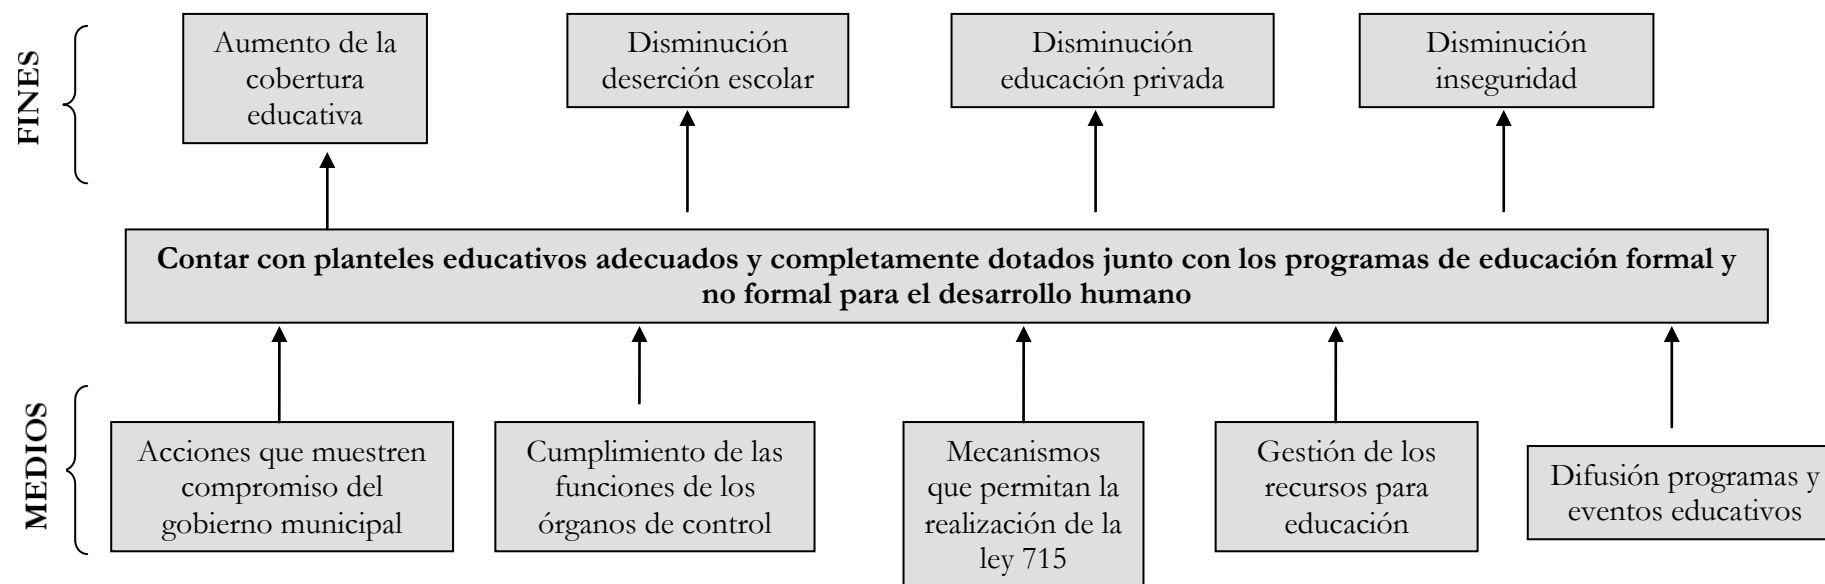 FINES
Aumento de la
cobertura
educativa
Disminución
deserción escolar
Disminución
educación privada
Disminución
inseguridad
Contar con planteles educativos adecuados y completamente dotados junto con los programas de educación formal y
no formal para el desarrollo humano
MEDIOS
Acciones que muestren
compromiso del
gobierno municipal
Cumplimiento de las
funciones de los
órganos de control
Mecanismos
que permitan la
realización de la
ley 715
Gestión de los
recursos para
educación
Difusión programas y
eventos educativos